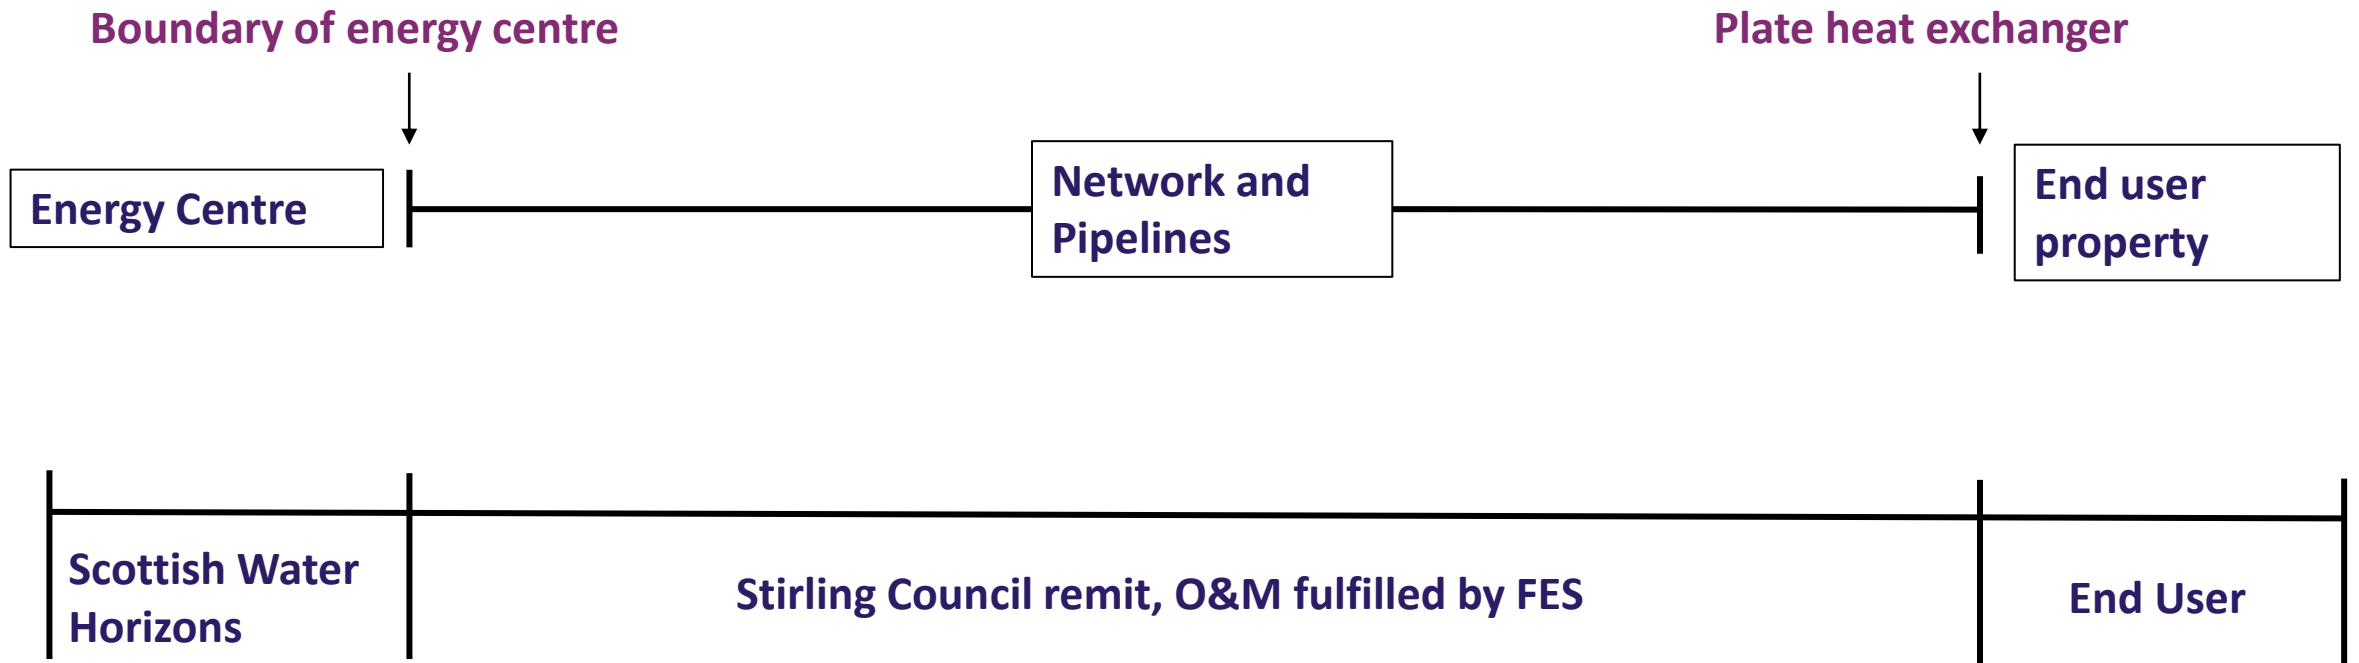 Boundary of energy centre
Plate heat exchanger
Energy Centre
Network and
Pipelines
End user
property
Scottish Water
Horizons
Stirling Council remit, O&M fulfilled by FES
End User